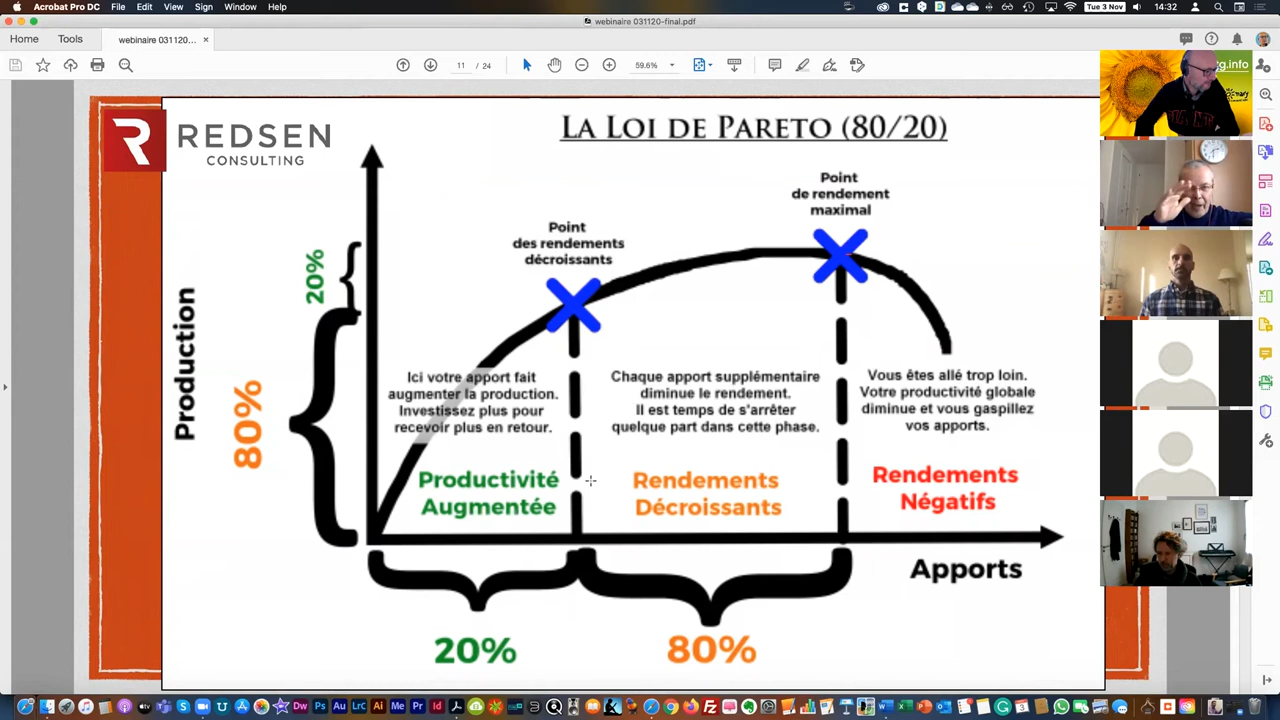 Acrobat Pro DC File Edit View Sign Window Help
Tue 3 Nov 14:32
webinaire 031120-final.pdf
Home Tools webinaire 031120... ×
11 / 24
59.6%
tg.info
REDSEN
CONSULTING
LA LOI DE PARETO (80/20)
Point
de rendement
maximal
Point
des rendements
décroissants
20%
Production
80%
Ici votre apport fait
augmenter la production.
Investissez plus pour
recevoir plus en retour.
Chaque apport supplémentaire
diminue le rendement.
Il est temps de s'arrêter
quelque part dans cette phase.
Vous êtes allé trop loin.
Votre productivité globale
diminue et vous gaspillez
vos apports.
Productivité
Augmentée
Rendements
Décroissants
Rendements
Négatifs
Apports
20%
80%